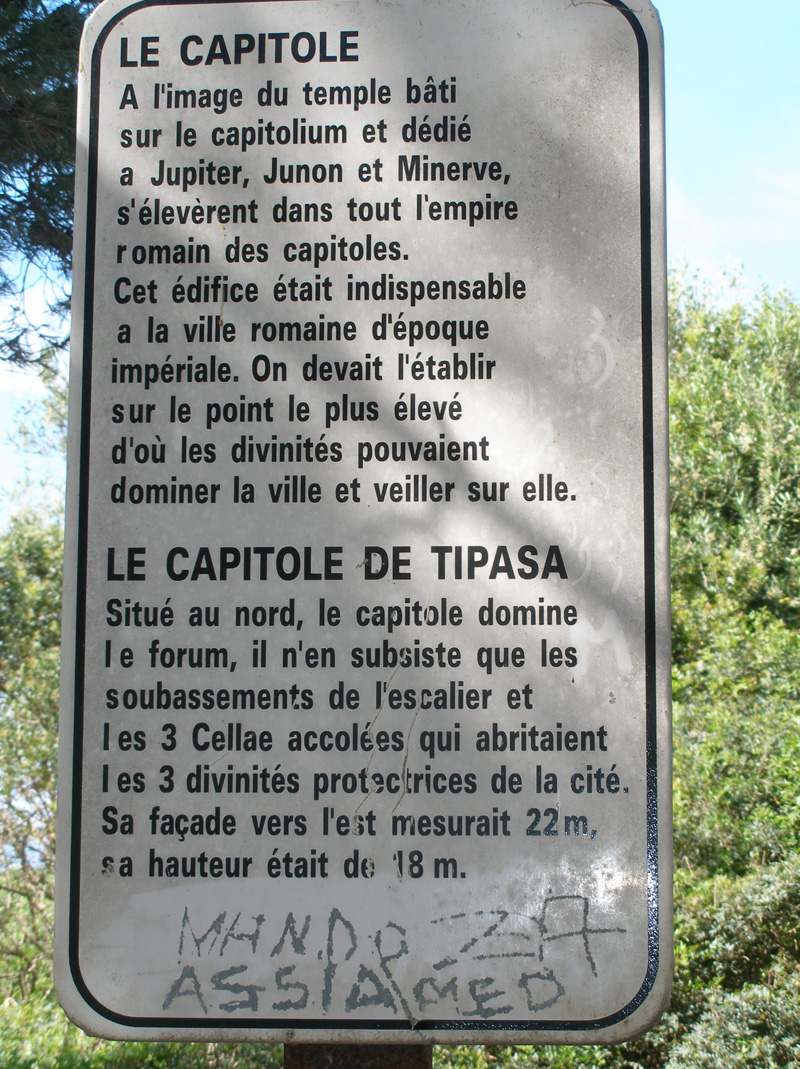 LE CAPITOLE
A l'image du temple bâti
sur le capitolium et dédié
a Jupiter, Junon et Minerve,
s'élevèrent dans tout l'empire
romain des capitoles.
Cet édifice était indispensable
a la ville romaine d'époque
impériale. On devait l'établir
sur le point le plus élevé
d'où les divinités pouvaient
dominer la ville et veiller sur elle.
LE CAPITOLE DE TIPASA
Situé au nord, le capitole domine
le forum, il n'en subsiste que les
soubassements de l'escalier et
les 3 Cellae accolées qui abritaient
les 3 divinités protectrices de la cité.
Sa façade vers l'est mesurait 22m,
sa hauteur était de 18 m.
ASSIA MED